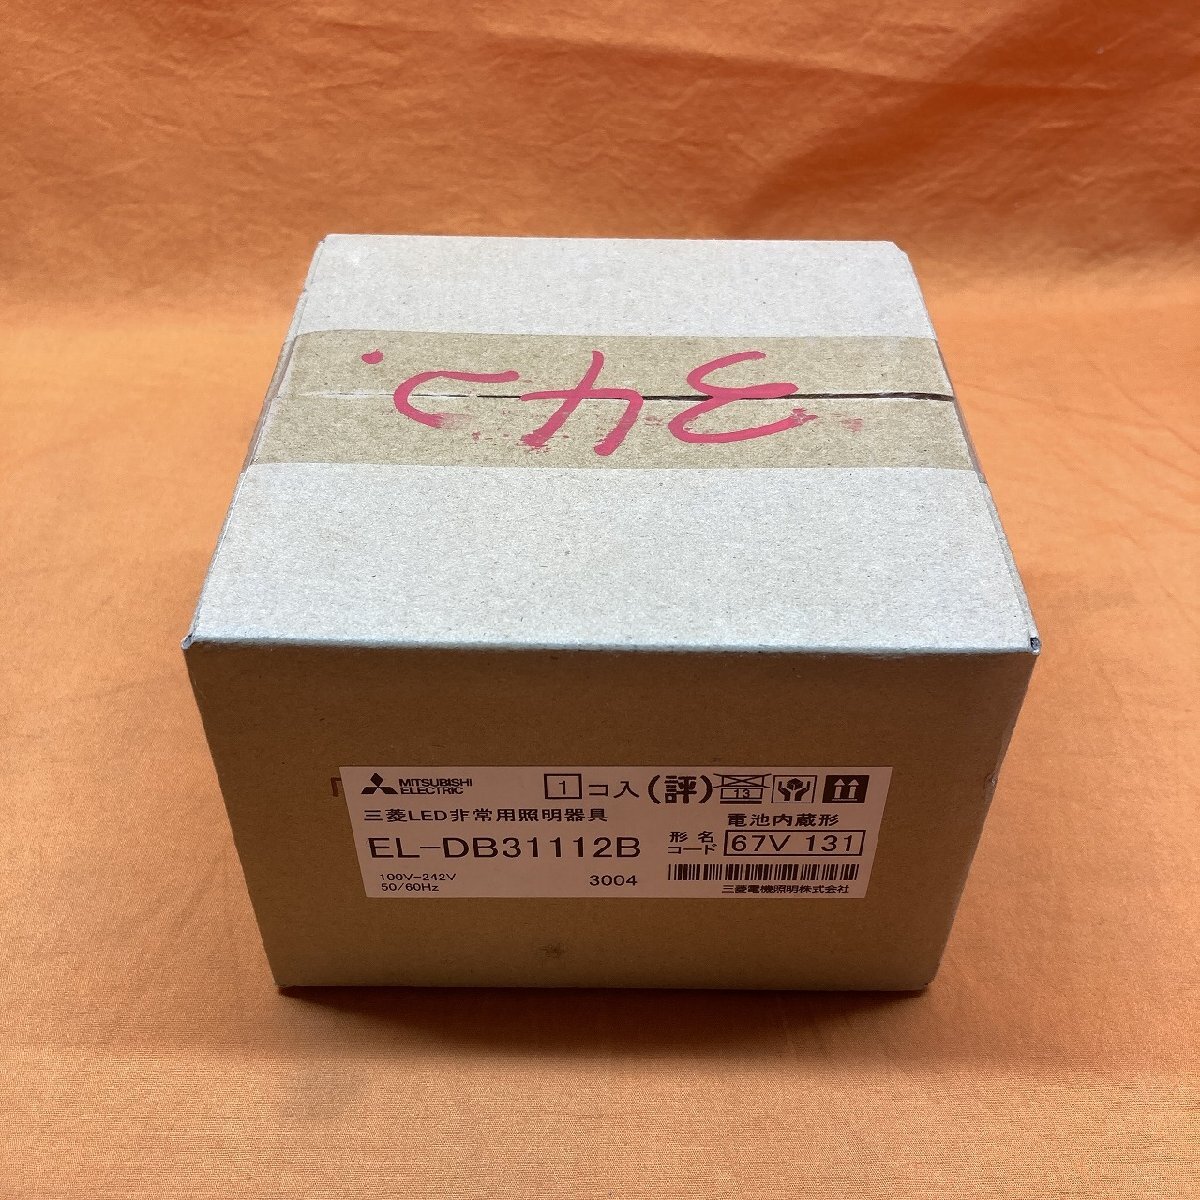 34
MITSUBISHI ELECTRIC
1コ入(評)
13
三菱LED非常用照明器具
電池内蔵形
EL-DB31112B
形名コード 67V 131
100V-242V
50/60Hz
3004
三菱電機照明株式会社